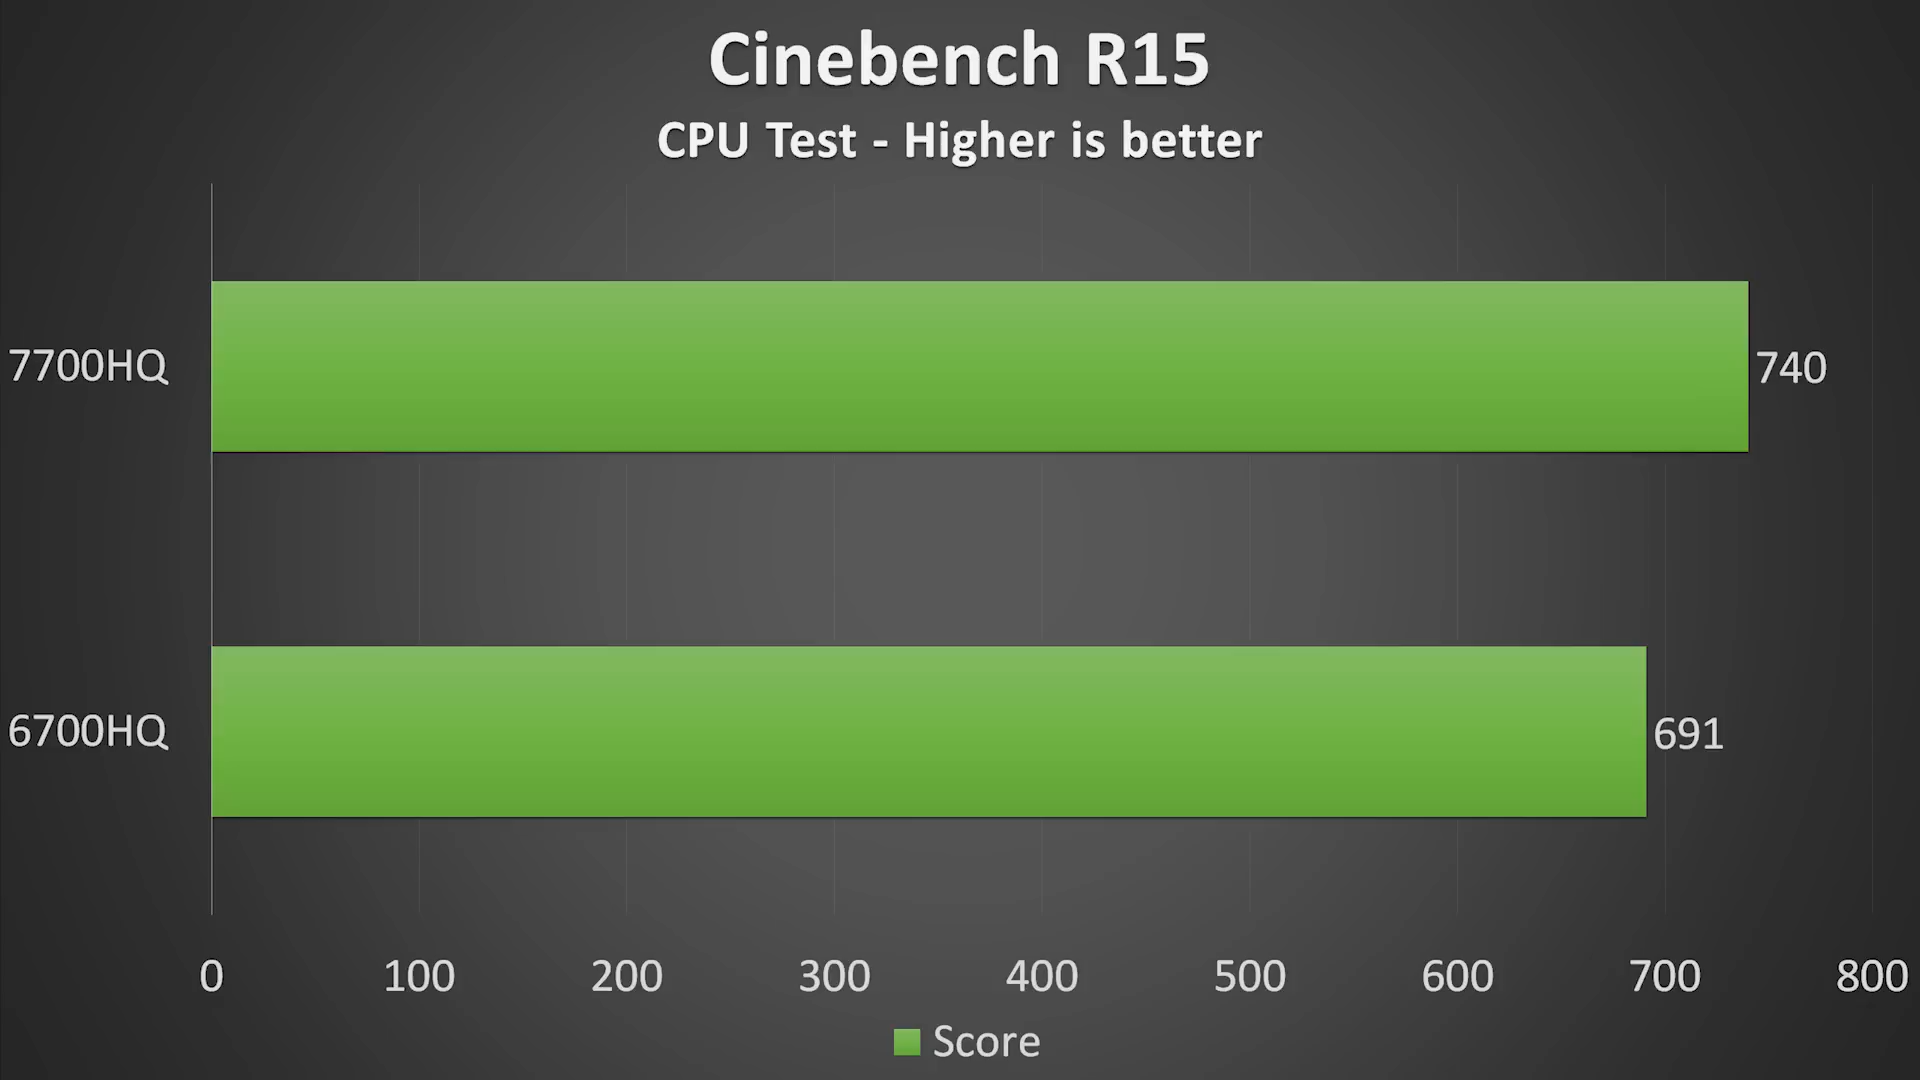 Cinebench R15
CPU Test - Higher is better
7700HQ
740
6700HQ
691
0 100 200 300 400 500 600 700 800
Score